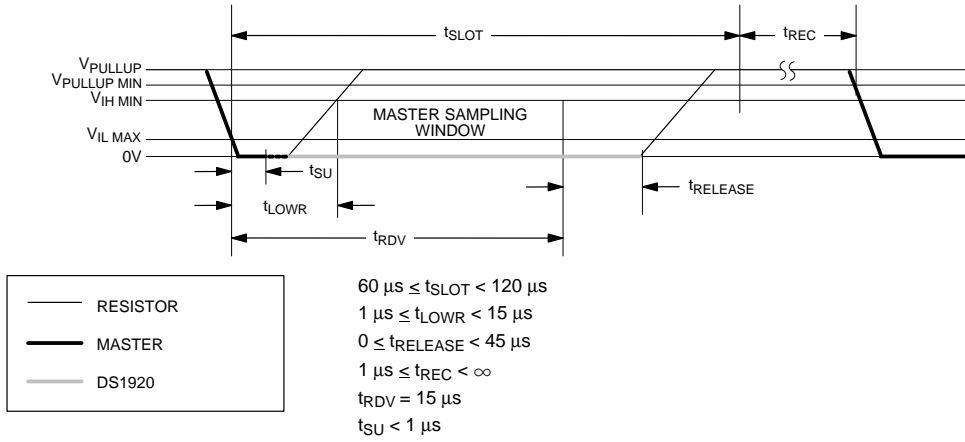 tSLOT
tREC
VPULLUP
VPULLUP MIN
VIH MIN
MASTER SAMPLING
WINDOW
VIL MAX
0V
tSU
tRELEASE
tLOWR
tRDV
RESISTOR
MASTER
DS1920
60 µs ≤ tSLOT < 120 µs
1 µs ≤ tLOWR < 15 µs
0 ≤ tRELEASE < 45 µs
1 µs ≤ tREC < ∞
tRDV = 15 µs
tSU < 1 µs